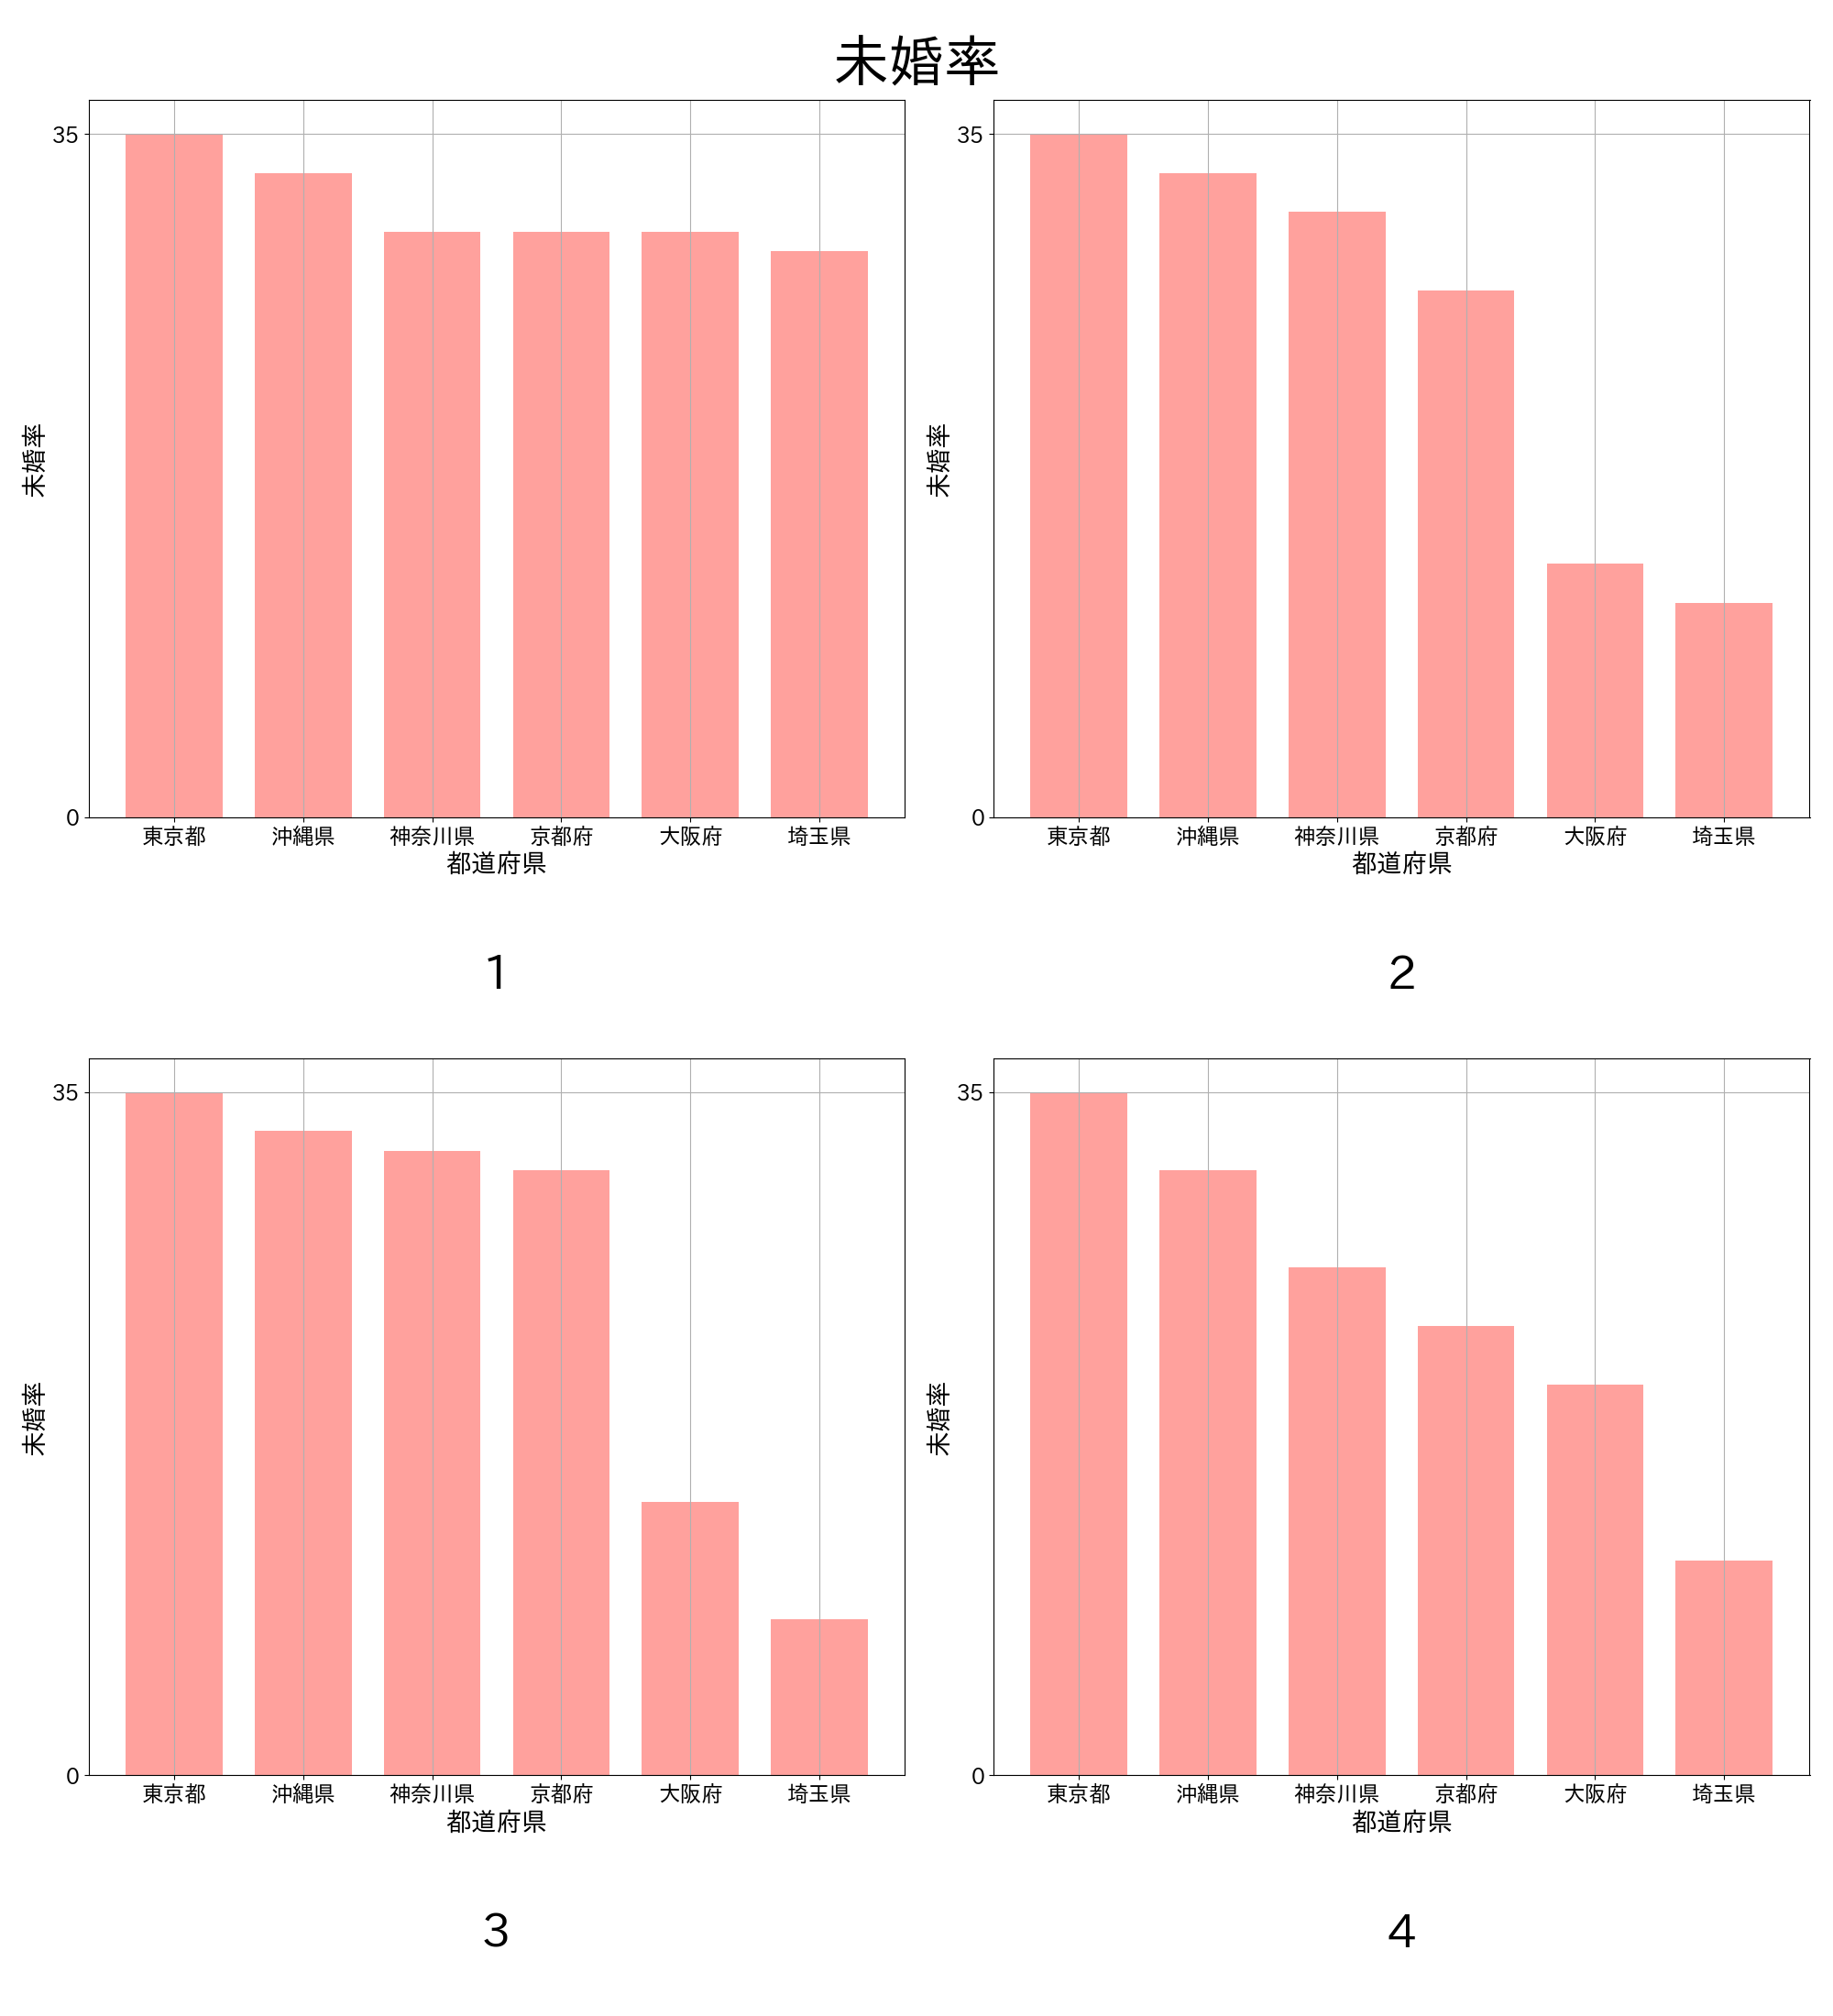 未婚率
35
0
未婚率
東京都 沖縄県 神奈川県 京都府 大阪府 埼玉県
都道府県
1
35
0
未婚率
東京都 沖縄県 神奈川県 京都府 大阪府 埼玉県
都道府県
2
35
0
未婚率
東京都 沖縄県 神奈川県 京都府 大阪府 埼玉県
都道府県
3
35
0
未婚率
東京都 沖縄県 神奈川県 京都府 大阪府 埼玉県
都道府県
4